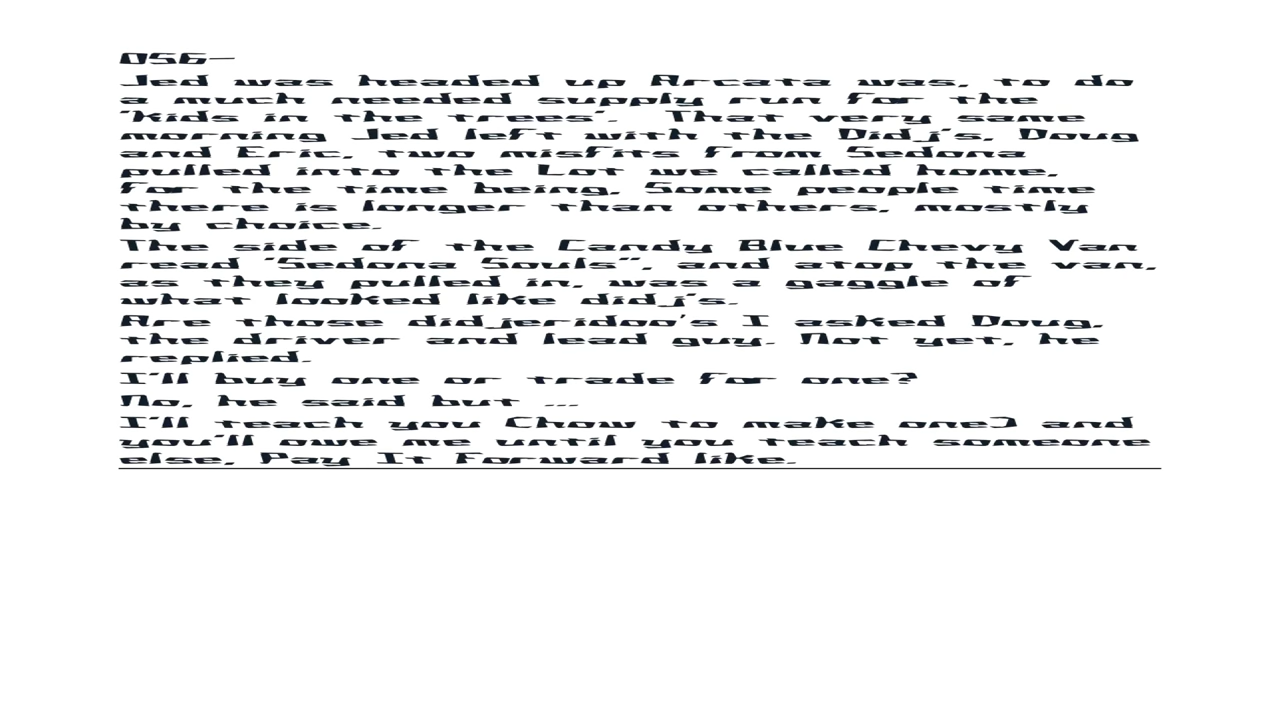 056—
Jed was headed up Arcata was, to do
a much needed supply run for the
'Kids in the trees'.  That very same
morning Jed left with the Didj's, Doug
and Eric, two misfits from Sedona
pulled into the Lot we called home,
for the time being, Some people time
there is longer than others, mostly
by choice.
The side of the Candy Blue Chevy Van
read 'Sedona Souls", and atop the van,
as they pulled in, was a gaggle of
what looked like didj's.
Are those didjeridoo's I asked Doug,
the driver and lead guy. Not yet, he
replied.
I'll buy one or trade for one?
No, he said but ...
I'll teach you (how to make one) and
you'll owe me until you teach someone
else, Pay It Forward like.